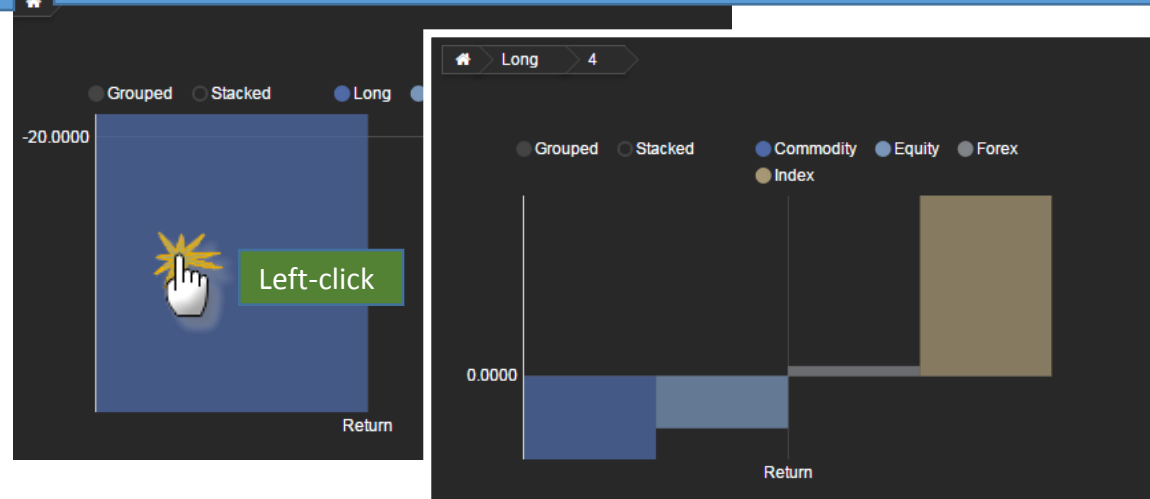 Grouped Stacked Long
-20.0000
Left-click
Return
Long 4
Grouped Stacked Commodity Equity Forex
Index
0.0000
Return